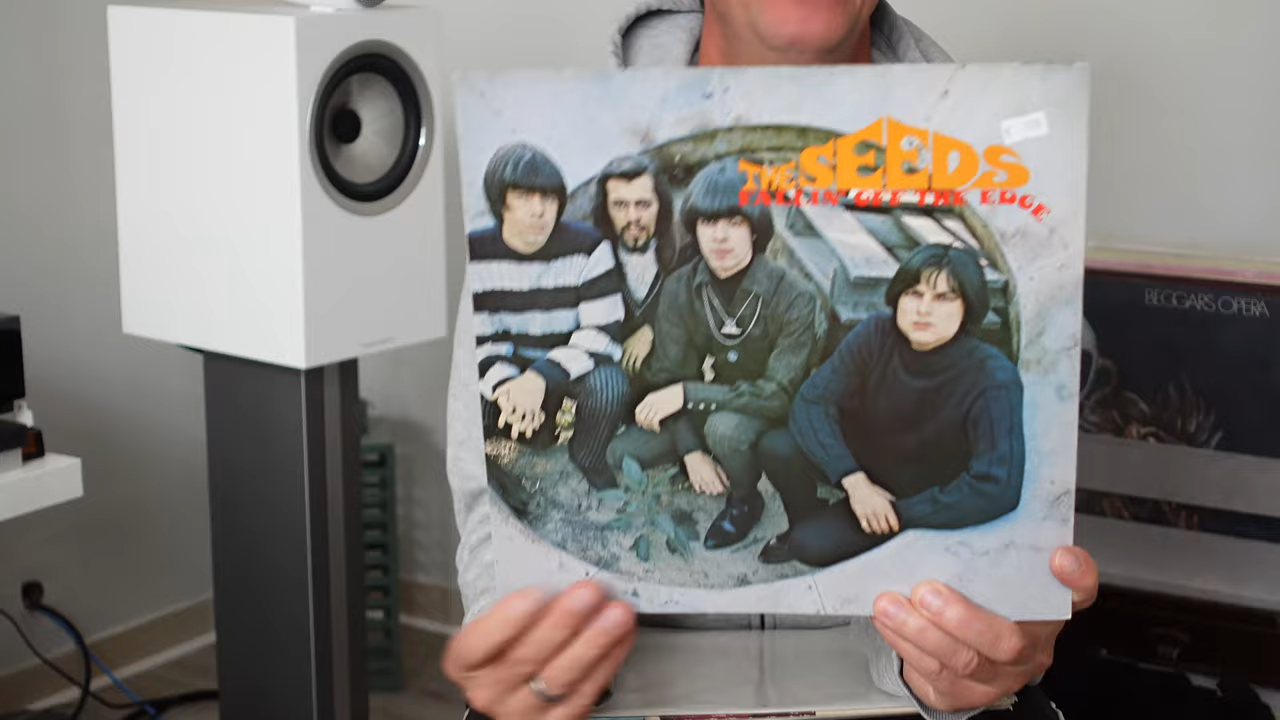 THE SEEDS
FALLIN' OFF THE EDGE
BEGGARS OPERA